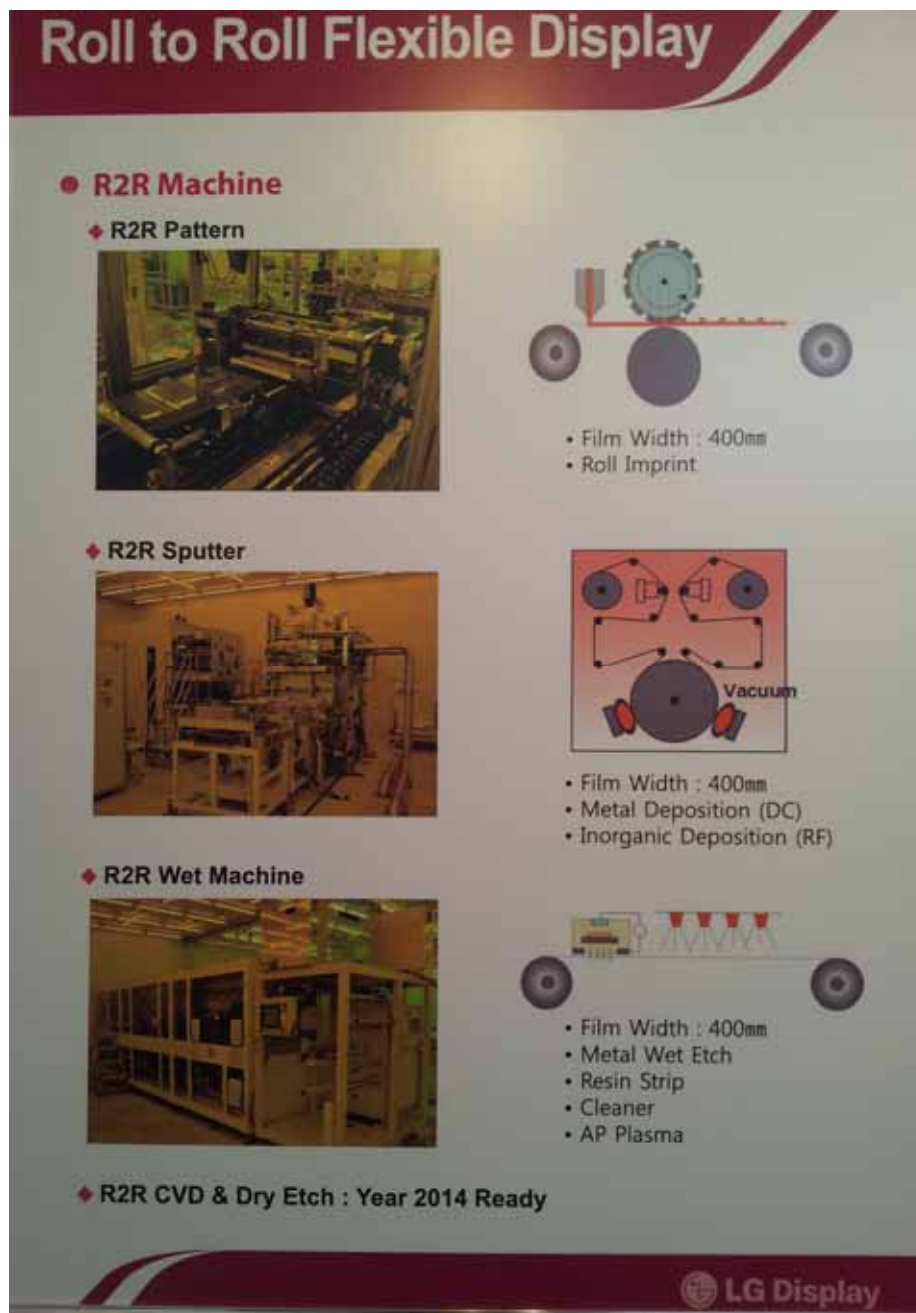 Roll to Roll Flexible Display
R2R Machine
R2R Pattern
• Film Width : 400㎜
• Roll Imprint
R2R Sputter
Vacuum
• Film Width : 400㎜
• Metal Deposition (DC)
• Inorganic Deposition (RF)
R2R Wet Machine
• Film Width : 400㎜
• Metal Wet Etch
• Resin Strip
• Cleaner
• AP Plasma
R2R CVD & Dry Etch : Year 2014 Ready
LG Display